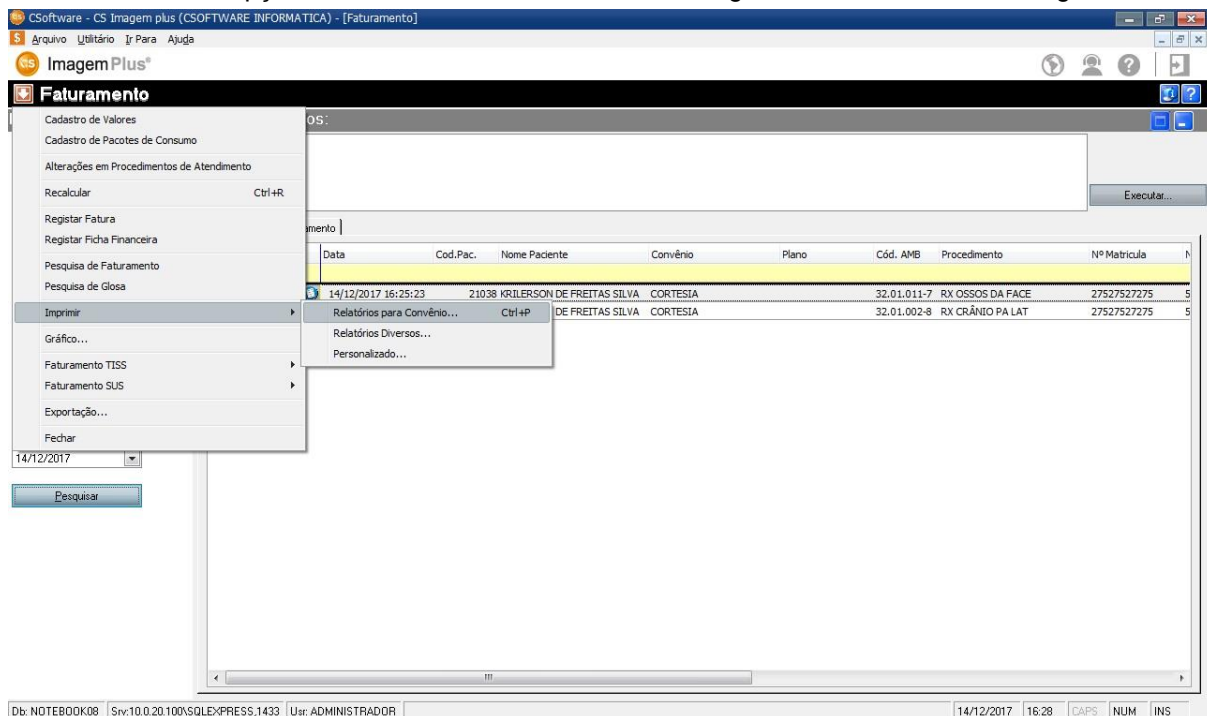 CSoftware - CS Imagem plus (CSOFTWARE INFORMATICA) - [Faturamento]
Arquivo Utilitário Ir Para Ajuda
Imagem Plus®
Faturamento
os:
Cadastro de Valores
Cadastro de Pacotes de Consumo
Alterações em Procedimentos de Atendimento
Recalcular Ctrl+R
Executar...
Registar Fatura
Registar Ficha Financeira
amento
Pesquisa de Faturamento
Pesquisa de Glosa
Data Cod.Pac. Nome Paciente Convênio Plano Cód. AMB Procedimento Nº Matricula N
14/12/2017 16:25:23 21038 KRILERSON DE FREITAS SILVA CORTESIA 32.01.011-7 RX OSSOS DA FACE 27527527275 5
Imprimir
Relatórios para Convênio... Ctrl+P
DE FREITAS SILVA CORTESIA 32.01.002-8 RX CRÂNIO PA LAT 27527527275 5
Relatórios Diversos...
Personalizado...
Gráfico...
Faturamento TISS
Faturamento SUS
Exportação...
Fechar
14/12/2017
Pesquisar
Db: NOTEBOOK08 Srv:10.0.20.100\SQLEXPRESS,1433 Usr: ADMINISTRADOR 14/12/2017 16:28 CAPS NUM INS